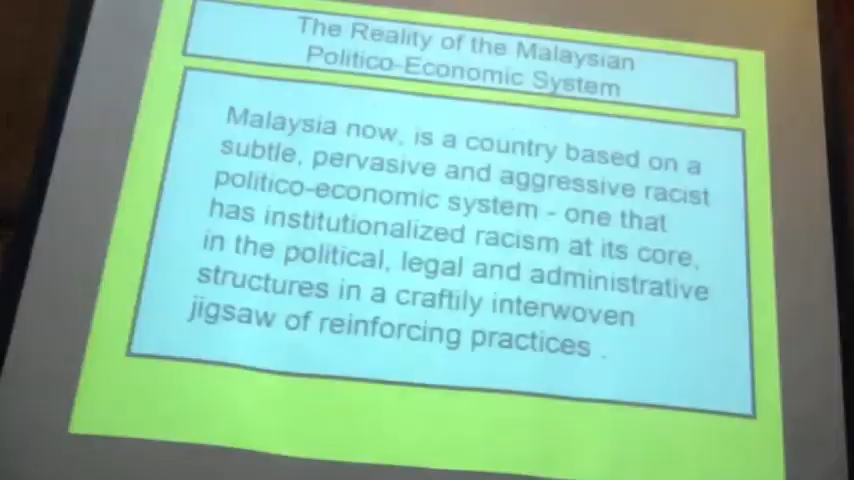 The Reality of the Malaysian
Politico-Economic System
Malaysia now, is a country based on a
subtle, pervasive and aggressive racist
politico-economic system - one that
has institutionalized racism at its core,
in the political, legal and administrative
structures in a craftily interwoven
jigsaw of reinforcing practices .